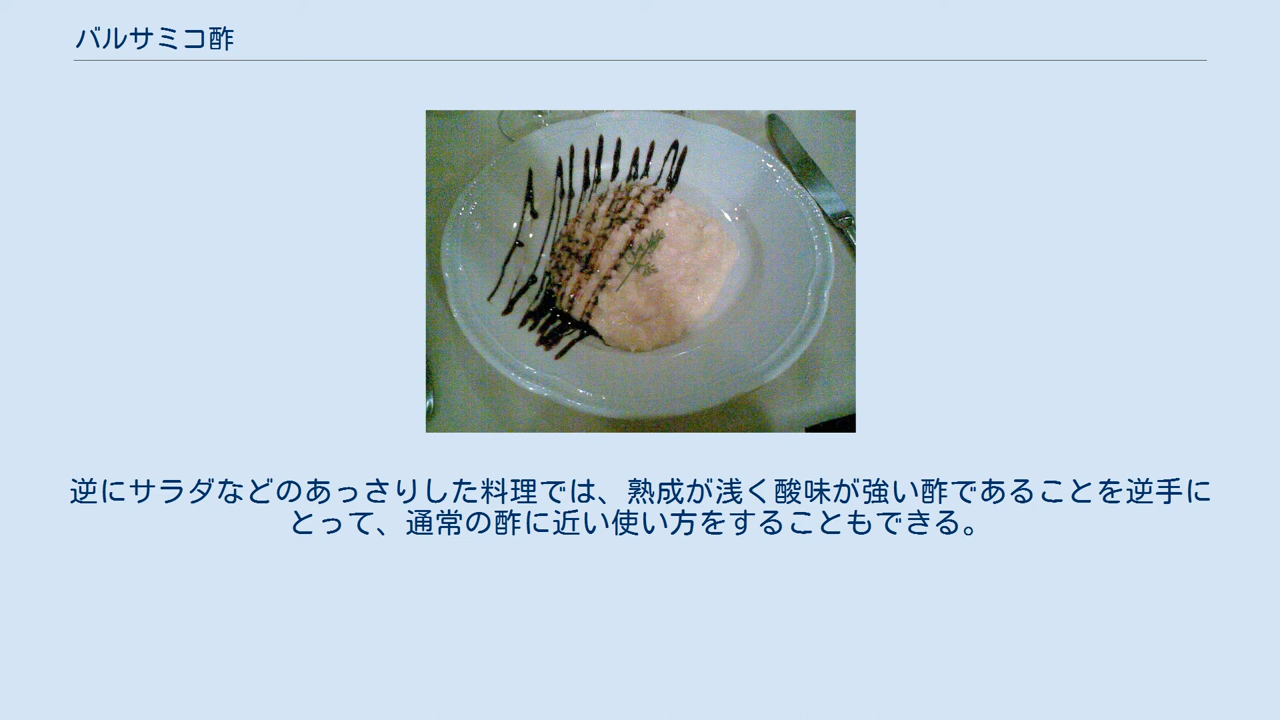 バルサミコ酢
逆にサラダなどのあっさりした料理では、熟成が浅く酸味が強い酢であることを逆手に
とって、通常の酢に近い使い方をすることもできる。